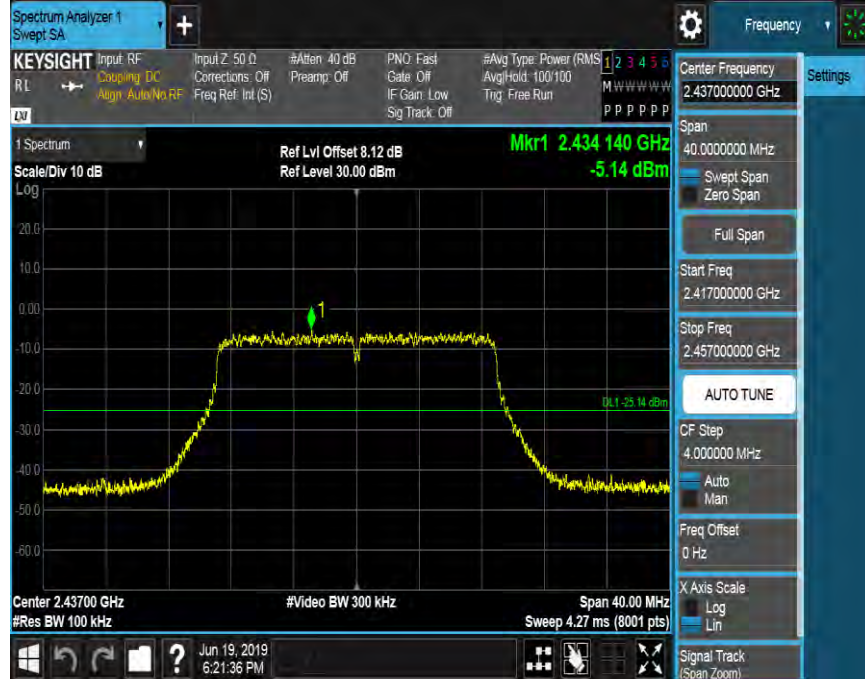 Spectrum Analyzer 1
Swept SA
+
Frequency
KEYSIGHT
RL
LXI
Input: RF
Coupling: DC
Align: Auto/No RF
Input Z: 50 Ω
Corrections: Off
Freq Ref: Int (S)
#Atten: 40 dB
Preamp: Off
PNO: Fast
Gate: Off
IF Gain: Low
Sig Track: Off
#Avg Type: Power (RMS
Avg|Hold: 100/100
Trig: Free Run
1 2 3 4 5 6
M W W W W W
P P P P P P
Center Frequency
2.437000000 GHz
Settings
1 Spectrum
Scale/Div 10 dB
Log
Ref Lvl Offset 8.12 dB
Ref Level 30.00 dBm
Mkr1 2.434 140 GHz
-5.14 dBm
Span
40.0000000 MHz
Swept Span
Zero Span
Full Span
Start Freq
2.417000000 GHz
Stop Freq
2.457000000 GHz
AUTO TUNE
CF Step
4.000000 MHz
Auto
Man
Freq Offset
0 Hz
X Axis Scale
Log
Lin
Signal Track
(Span Zoom)
20.0
10.0
0.00
-10.0
-20.0
-30.0
-40.0
-50.0
-60.0
1
DL1 -25.14 dBm
Center 2.43700 GHz
#Res BW 100 kHz
#Video BW 300 kHz
Span 40.00 MHz
Sweep 4.27 ms (8001 pts)
?
Jun 19, 2019
6:21:36 PM